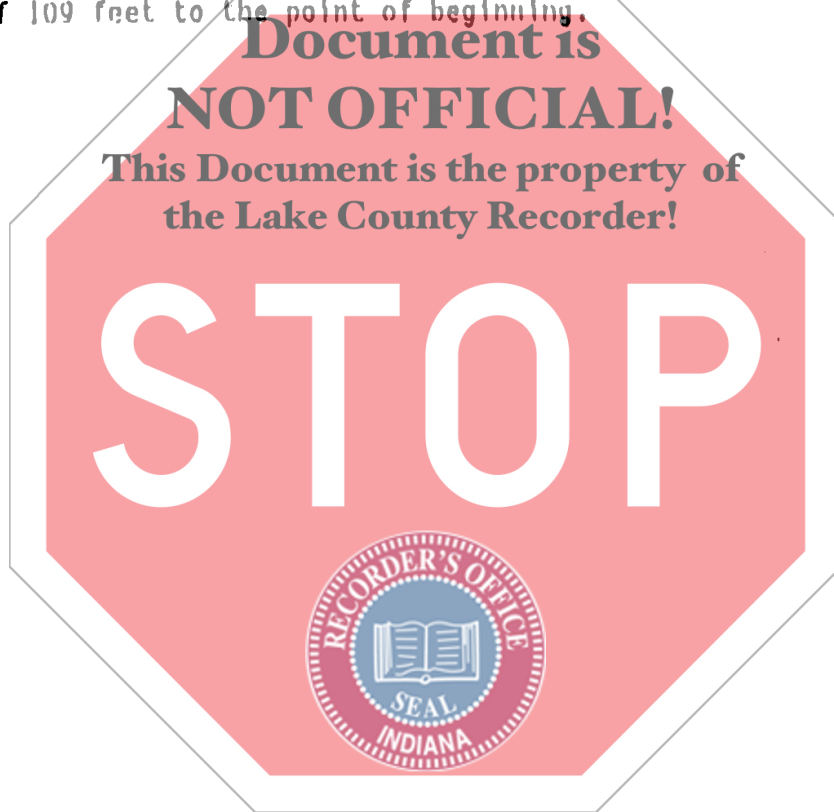 109 feet to the point of beginning.
Document is
NOT OFFICIAL!
This Document is the property of
the Lake County Recorder!
STOP
RECORDER'S OFFICE
SEAL
INDIANA